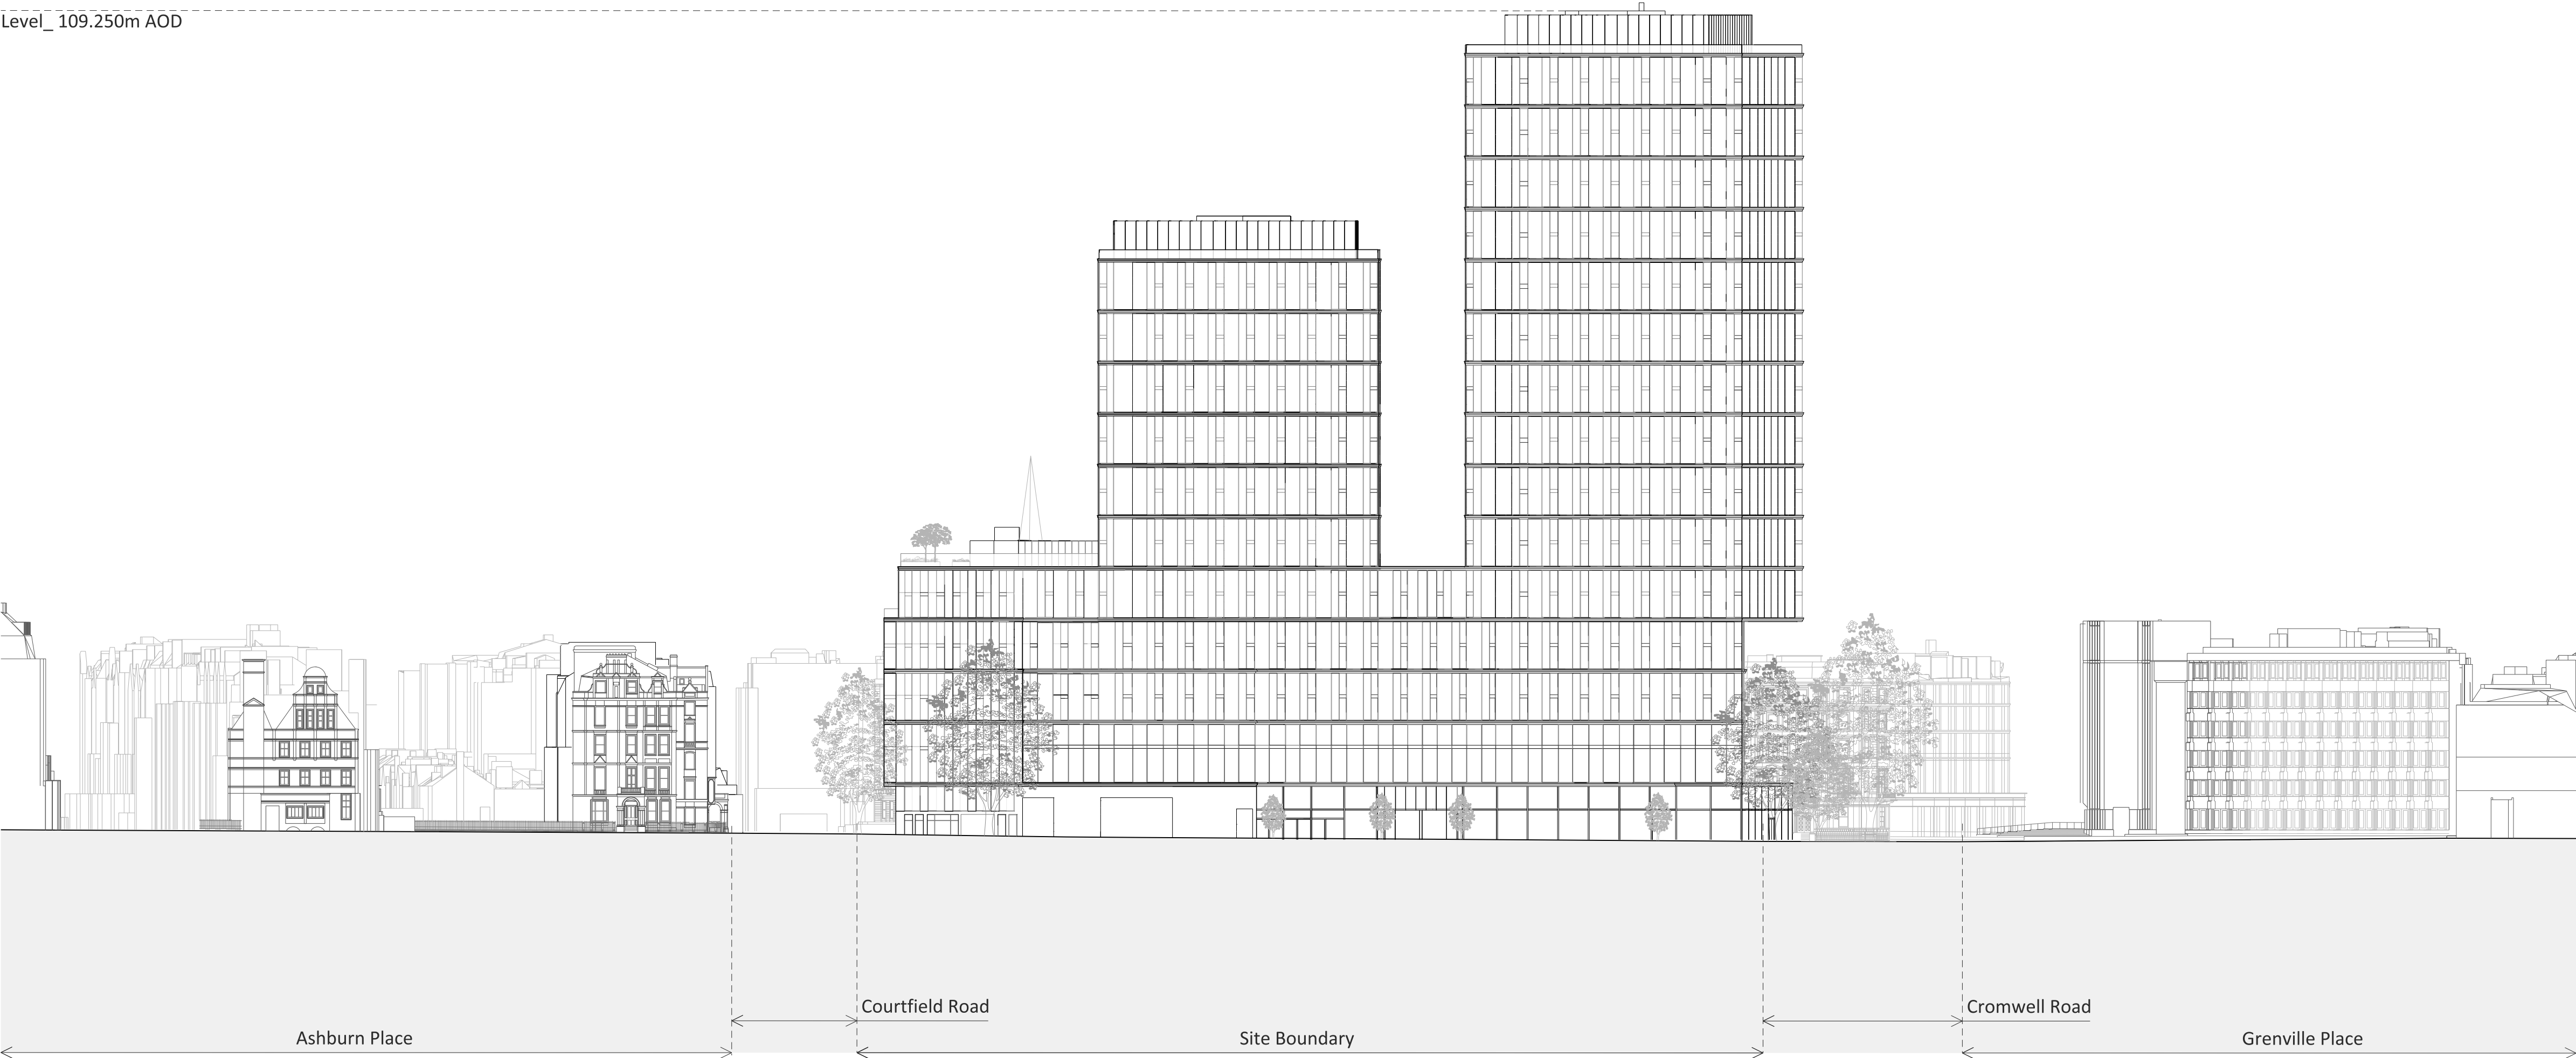 Level_ 109.250m AOD
Courtfield Road
Cromwell Road
Ashburn Place
Site Boundary
Grenville Place